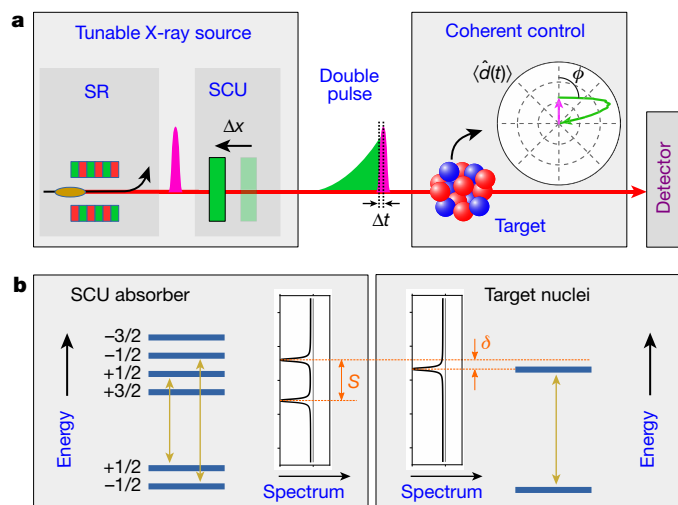 a
Tunable X-ray source
SR
SCU
Δx
Double
pulse
Δt
Coherent control
⟨d̂(t)⟩
ϕ
Target
Detector
b
SCU absorber
−3/2
−1/2
+1/2
+3/2
+1/2
−1/2
Energy
S
Spectrum
Target nuclei
δ
Energy
Spectrum